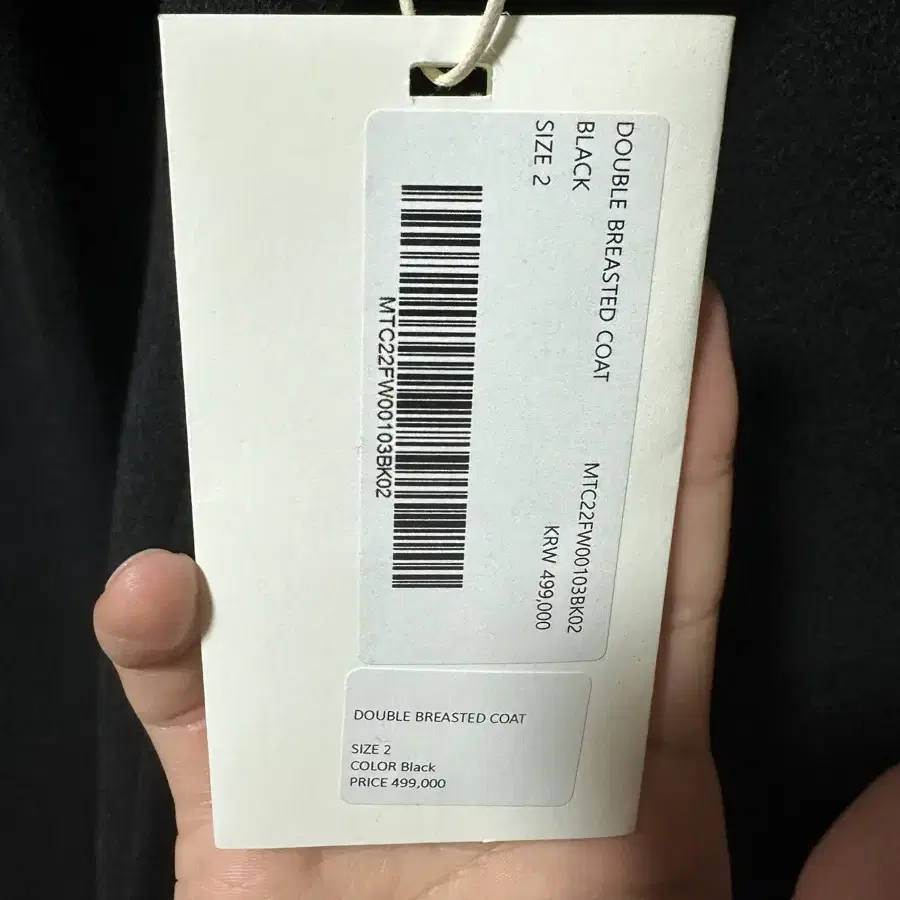 DOUBLE BREASTED COAT
BLACK
SIZE 2
MTC22FW00103BK02
KRW 499,000
MTC22FW00103BK02
DOUBLE BREASTED COAT
SIZE 2
COLOR Black
PRICE 499,000